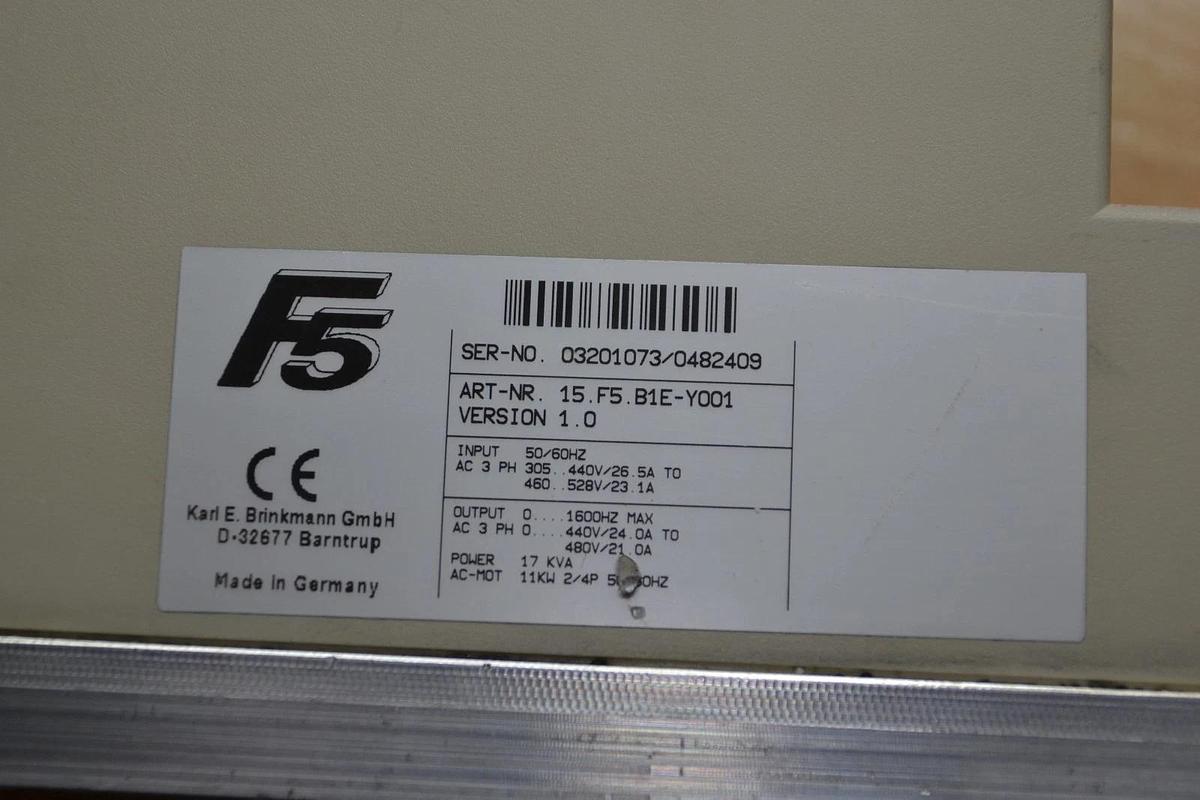 F5
SER-NO. 03201073/0482409
ART-NR. 15.F5.B1E-Y001
VERSION 1.0
INPUT 50/60HZ
AC 3 PH 305..440V/26.5A TO
460..528V/23.1A
OUTPUT 0....1600HZ MAX
AC 3 PH 0....440V/24.0A TO
480V/21.0A
POWER 17 KVA
AC-MOT 11KW 2/4P
CE
Karl E. Brinkmann GmbH
D-32677 Barntrup
Made in Germany